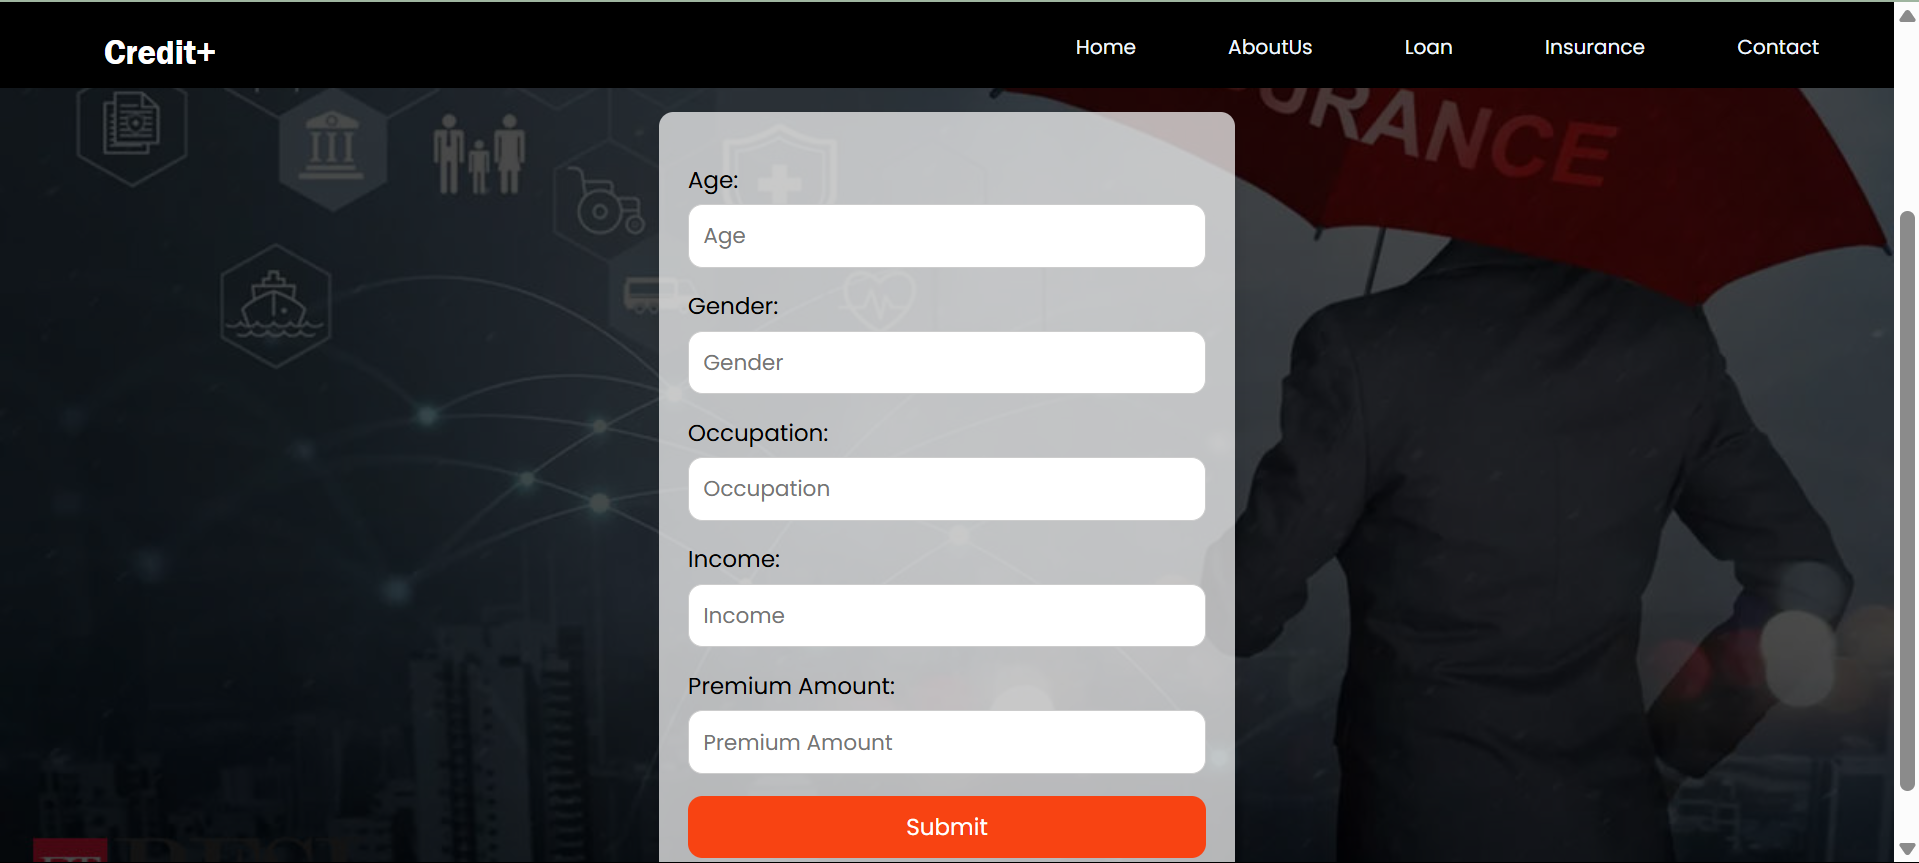 Credit+
Home AboutUs Loan Insurance Contact
URANCE
Age:
Age
Gender:
Gender
Occupation:
Occupation
Income:
Income
Premium Amount:
Premium Amount
Submit